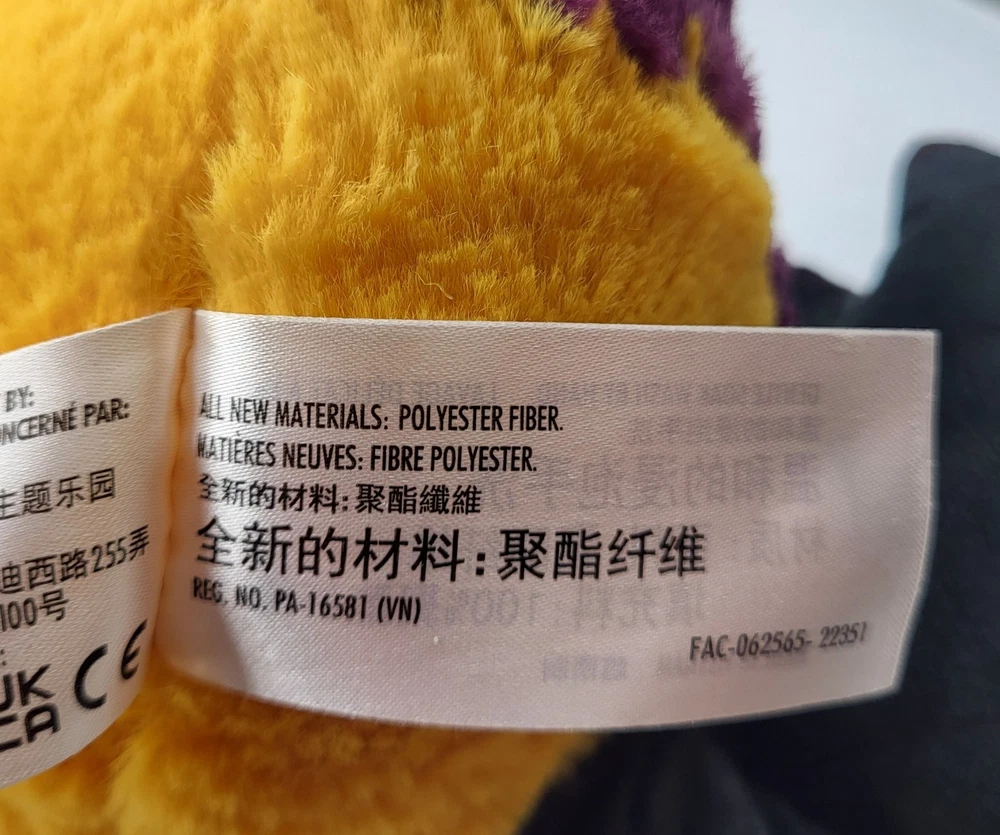 BY:
NCERNÉ PAR:
主题乐园
迪西路255弄
100号
UK
CA
CE
ALL NEW MATERIALS: POLYESTER FIBER.
MATIÈRES NEUVES: FIBRE POLYESTER.
全新的材料: 聚酯纖維
全新的材料: 聚酯纤维
REG. NO. PA-16581 (VN)
FAC-062565- 22351